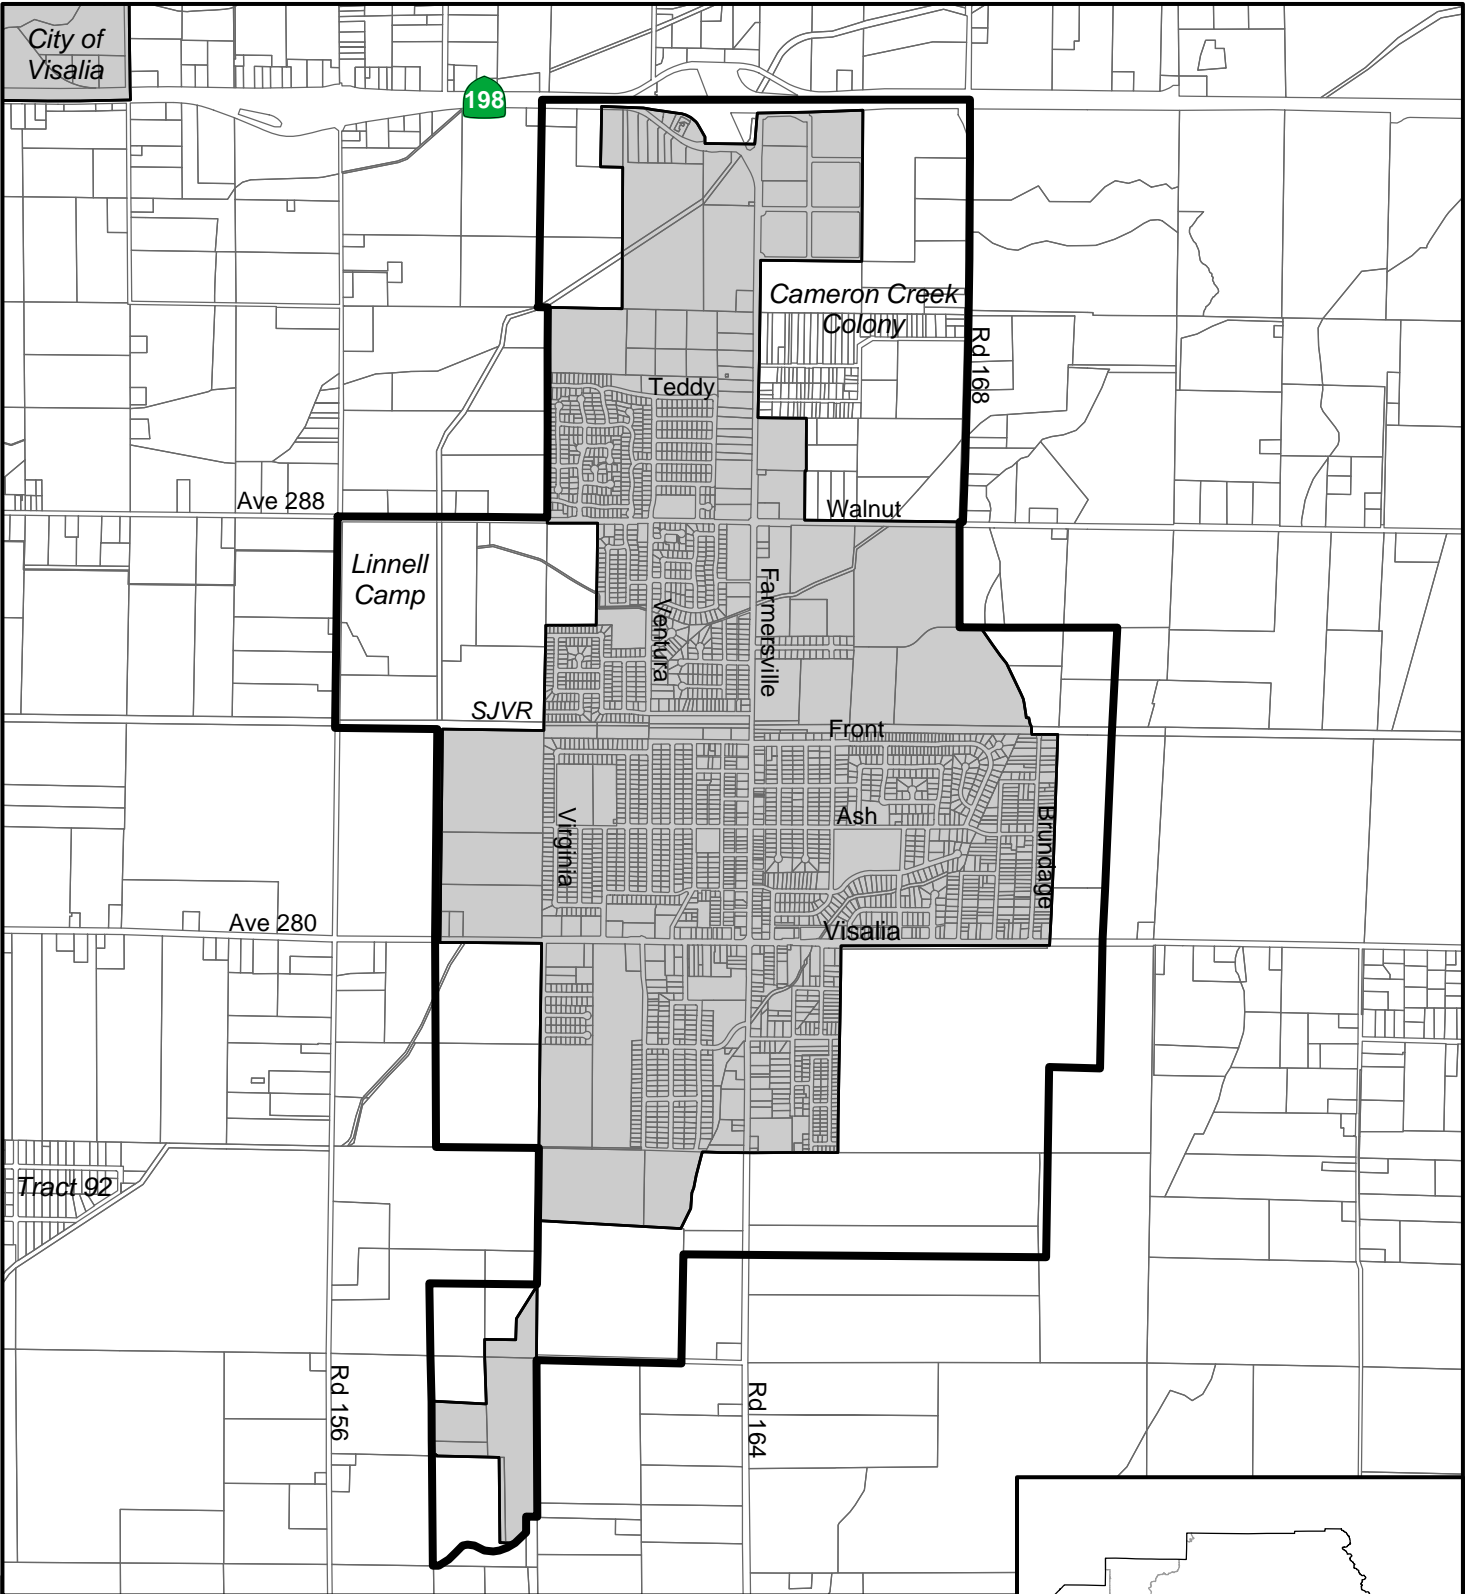 City of
Visalia
198
Cameron Creek
Colony
Rd 168
Teddy
Ave 288
Walnut
Linnell
Camp
Farmersville
Ventura
SJVR
Front
Virginia
Ash
Brundage
Ave 280
Visalia
Tract 92
Rd 156
Rd 164